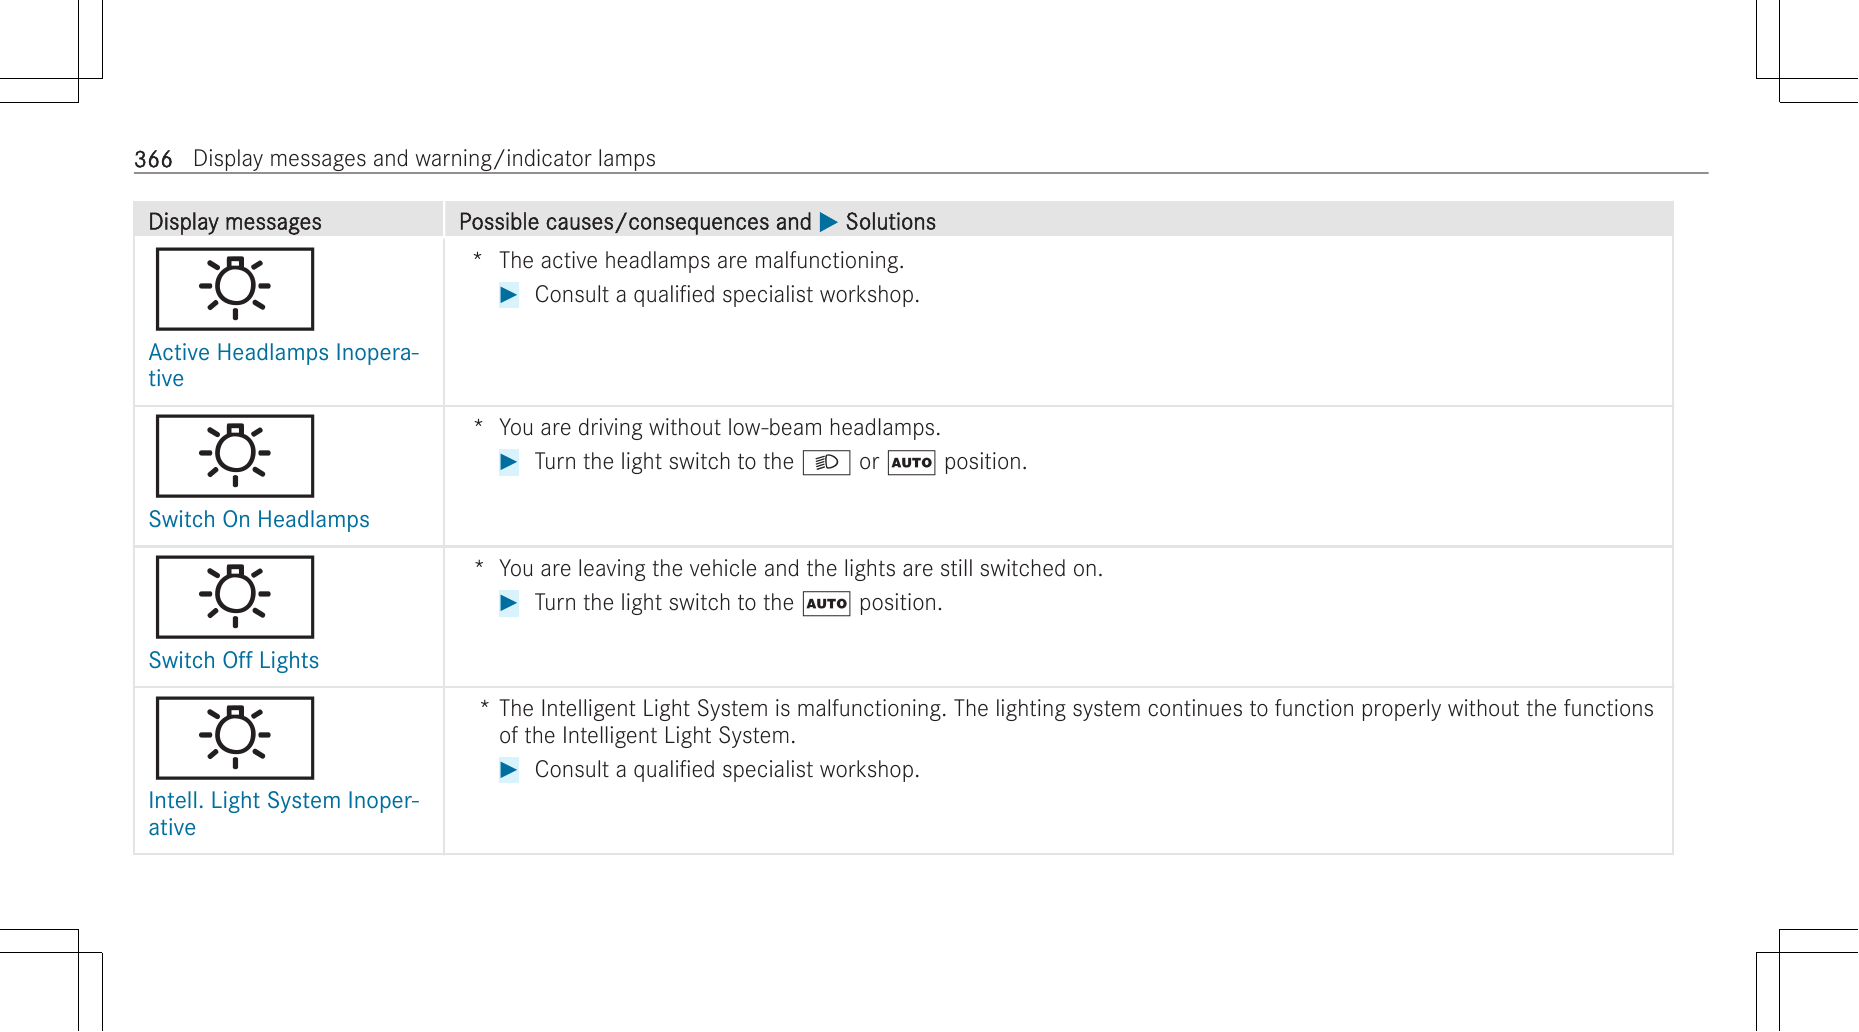 366 Display messages and warning/indicator lamps
Display messages
Possible causes/consequences and ▶ Solutions
Active Headlamps Inopera-
tive
* The active headlamps are malfunctioning.
▶ Consult a qualified specialist workshop.
Switch On Headlamps
* You are driving without low-beam headlamps.
▶ Turn the light switch to the or AUTO position.
Switch Off Lights
* You are leaving the vehicle and the lights are still switched on.
▶ Turn the light switch to the AUTO position.
Intell. Light System Inoper-
ative
* The Intelligent Light System is malfunctioning. The lighting system continues to function properly without the functions
of the Intelligent Light System.
▶ Consult a qualified specialist workshop.